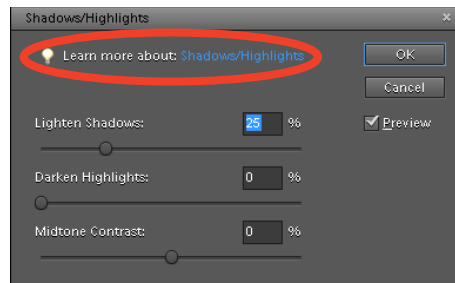 Shadows/Highlights
Learn more about: Shadows/Highlights
OK
Cancel
Lighten Shadows: 25 %
Preview
Darken Highlights: 0 %
Midtone Contrast: 0 %